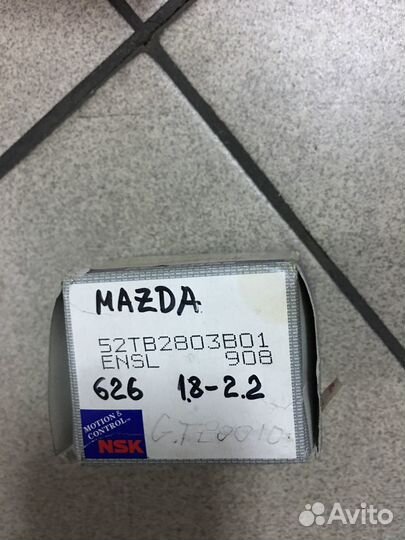 MAZDA
52TB2803B01
ENSL 908
626 1.8-2.2
MOTION &
CONTROL
NSK
Avito